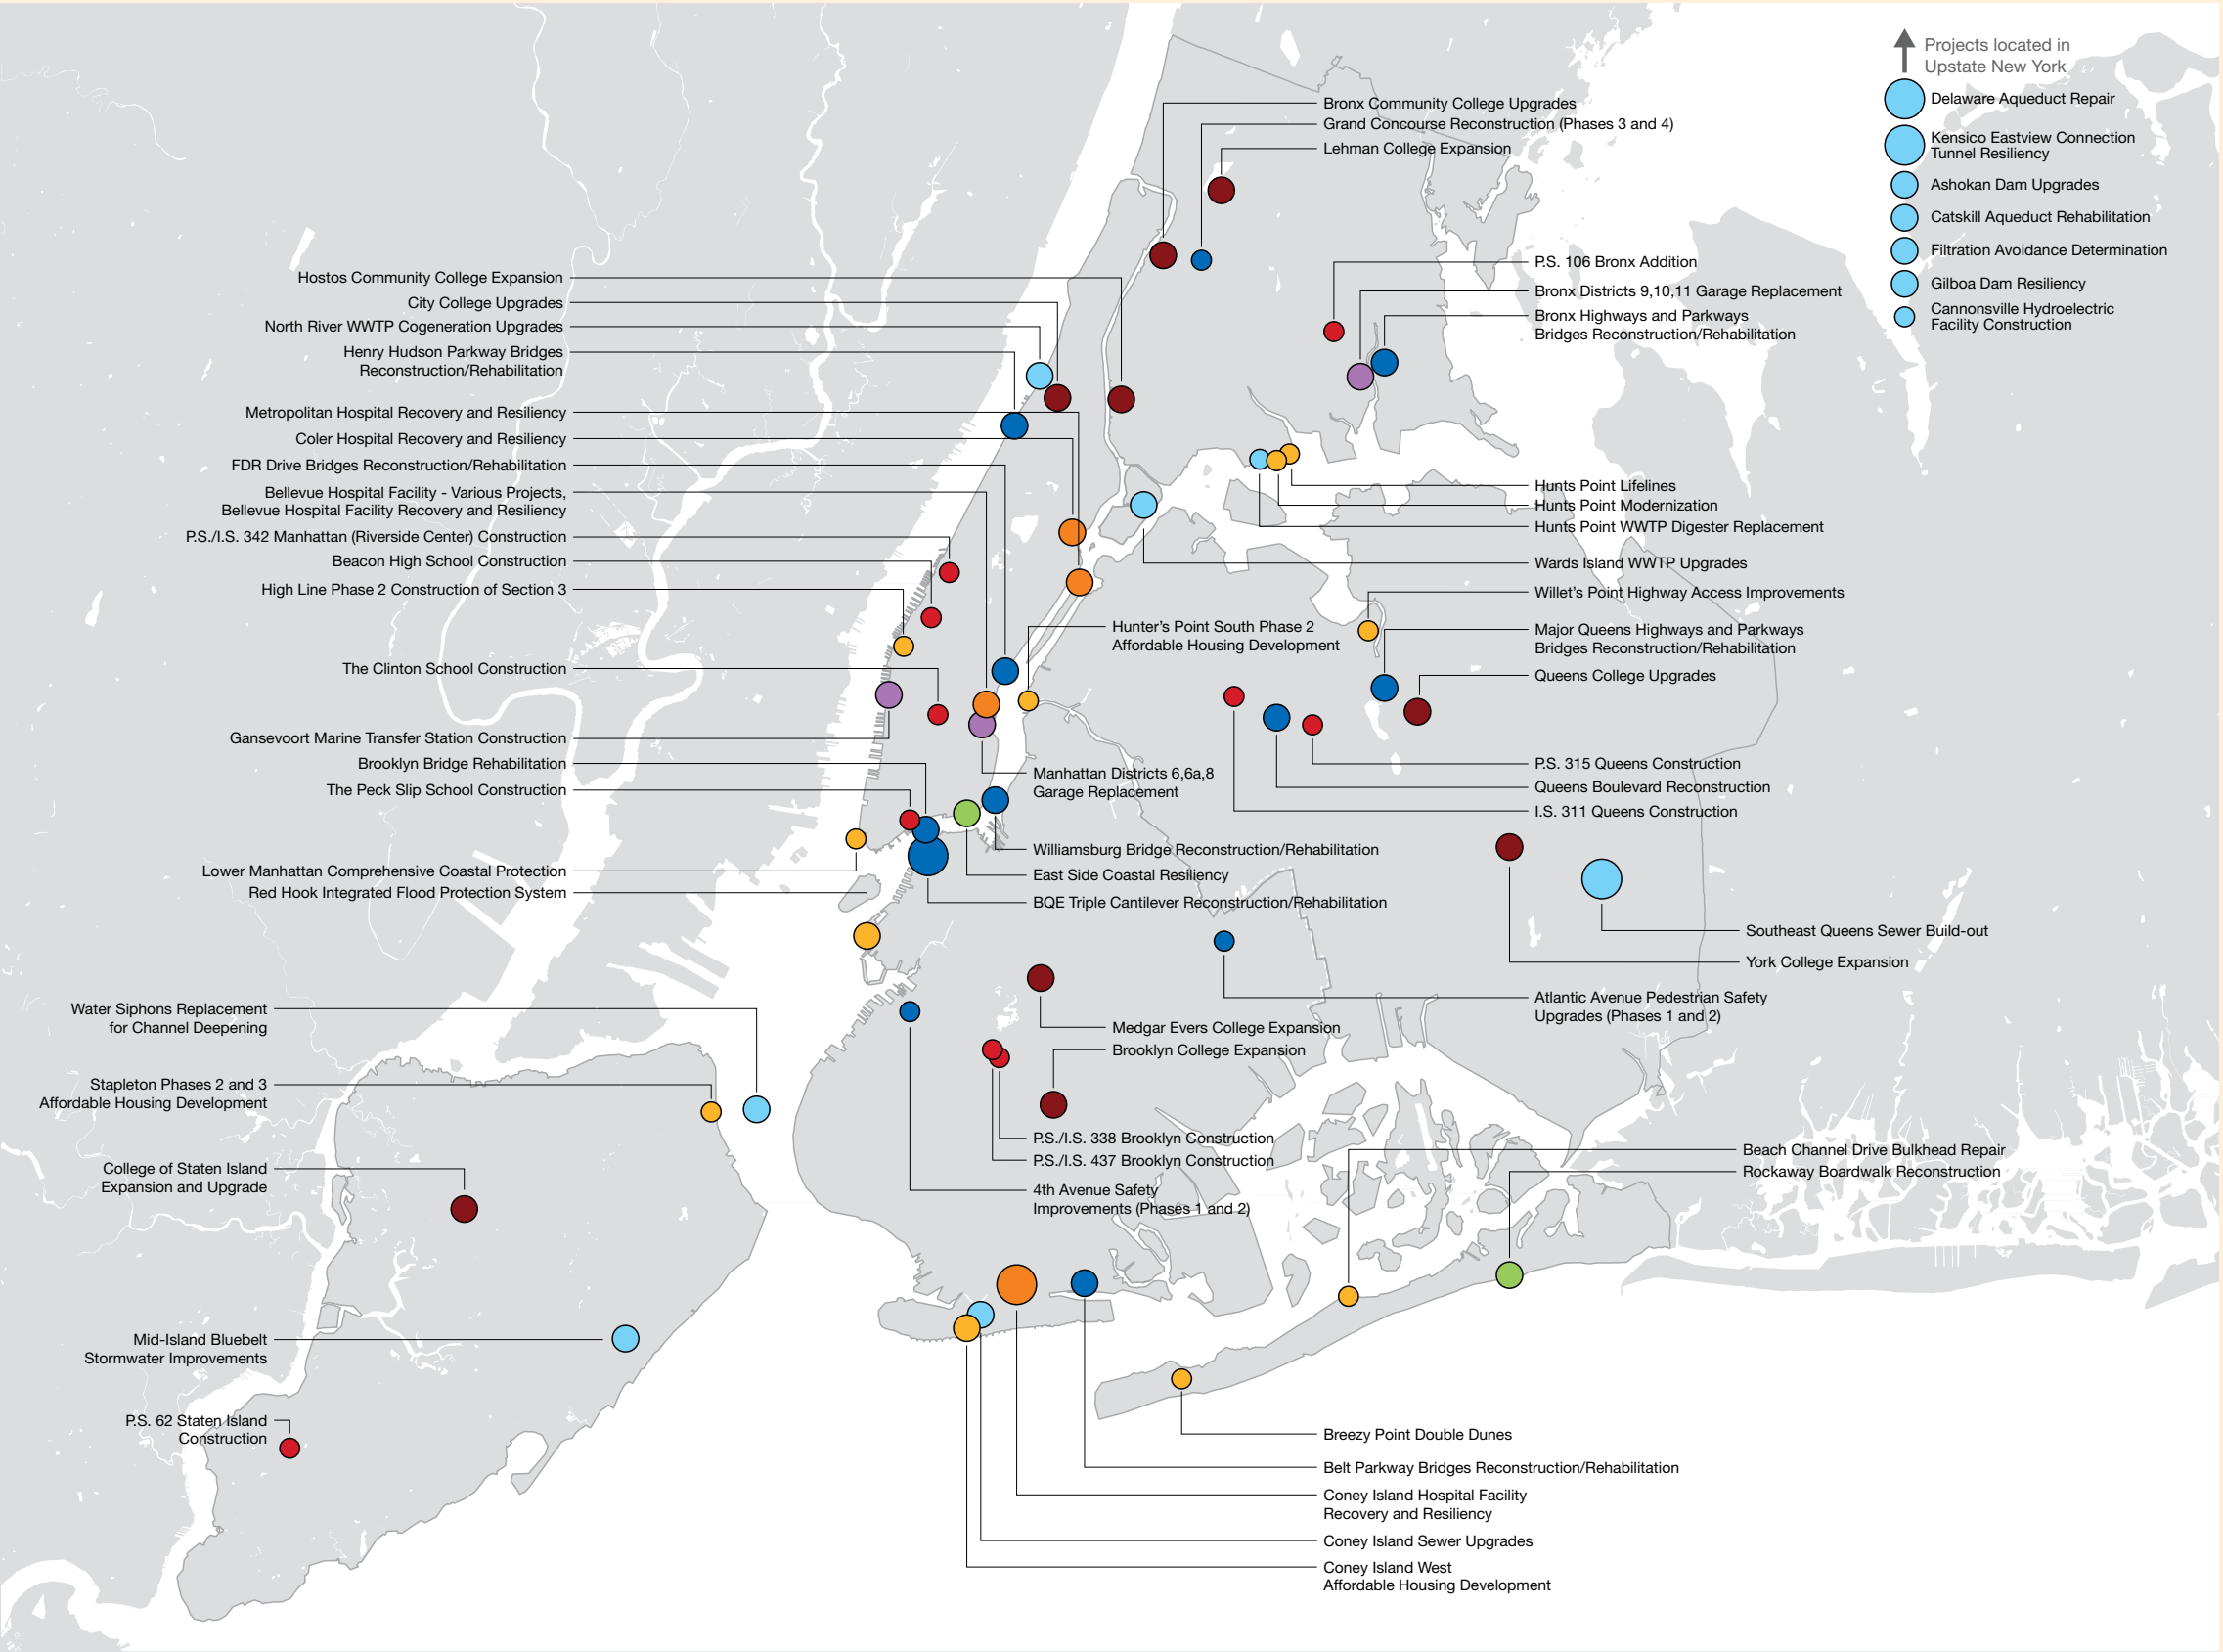 Projects located in
Upstate New York
Delaware Aqueduct Repair
Kensico Eastview Connection
Tunnel Resiliency
Ashokan Dam Upgrades
Catskill Aqueduct Rehabilitation
Filtration Avoidance Determination
Gilboa Dam Resiliency
Cannonsville Hydroelectric
Facility Construction
Bronx Community College Upgrades
Grand Concourse Reconstruction (Phases 3 and 4)
Lehman College Expansion
P.S. 106 Bronx Addition
Bronx Districts 9,10,11 Garage Replacement
Bronx Highways and Parkways
Bridges Reconstruction/Rehabilitation
Hostos Community College Expansion
City College Upgrades
North River WWTP Cogeneration Upgrades
Henry Hudson Parkway Bridges
Reconstruction/Rehabilitation
Metropolitan Hospital Recovery and Resiliency
Coler Hospital Recovery and Resiliency
FDR Drive Bridges Reconstruction/Rehabilitation
Bellevue Hospital Facility - Various Projects,
Bellevue Hospital Facility Recovery and Resiliency
P.S./I.S. 342 Manhattan (Riverside Center) Construction
Beacon High School Construction
High Line Phase 2 Construction of Section 3
The Clinton School Construction
Gansevoort Marine Transfer Station Construction
Brooklyn Bridge Rehabilitation
The Peck Slip School Construction
Lower Manhattan Comprehensive Coastal Protection
Red Hook Integrated Flood Protection System
Hunts Point Lifelines
Hunts Point Modernization
Hunts Point WWTP Digester Replacement
Wards Island WWTP Upgrades
Willet's Point Highway Access Improvements
Major Queens Highways and Parkways
Bridges Reconstruction/Rehabilitation
Queens College Upgrades
Hunter's Point South Phase 2
Affordable Housing Development
P.S. 315 Queens Construction
Queens Boulevard Reconstruction
I.S. 311 Queens Construction
Manhattan Districts 6,6a,8
Garage Replacement
Williamsburg Bridge Reconstruction/Rehabilitation
East Side Coastal Resiliency
BQE Triple Cantilever Reconstruction/Rehabilitation
Southeast Queens Sewer Build-out
York College Expansion
Atlantic Avenue Pedestrian Safety
Upgrades (Phases 1 and 2)
Medgar Evers College Expansion
Brooklyn College Expansion
P.S./I.S. 338 Brooklyn Construction
P.S./I.S. 437 Brooklyn Construction
4th Avenue Safety
Improvements (Phases 1 and 2)
Water Siphons Replacement
for Channel Deepening
Stapleton Phases 2 and 3
Affordable Housing Development
College of Staten Island
Expansion and Upgrade
Mid-Island Bluebelt
Stormwater Improvements
P.S. 62 Staten Island
Construction
Beach Channel Drive Bulkhead Repair
Rockaway Boardwalk Reconstruction
Breezy Point Double Dunes
Belt Parkway Bridges Reconstruction/Rehabilitation
Coney Island Hospital Facility
Recovery and Resiliency
Coney Island Sewer Upgrades
Coney Island West
Affordable Housing Development